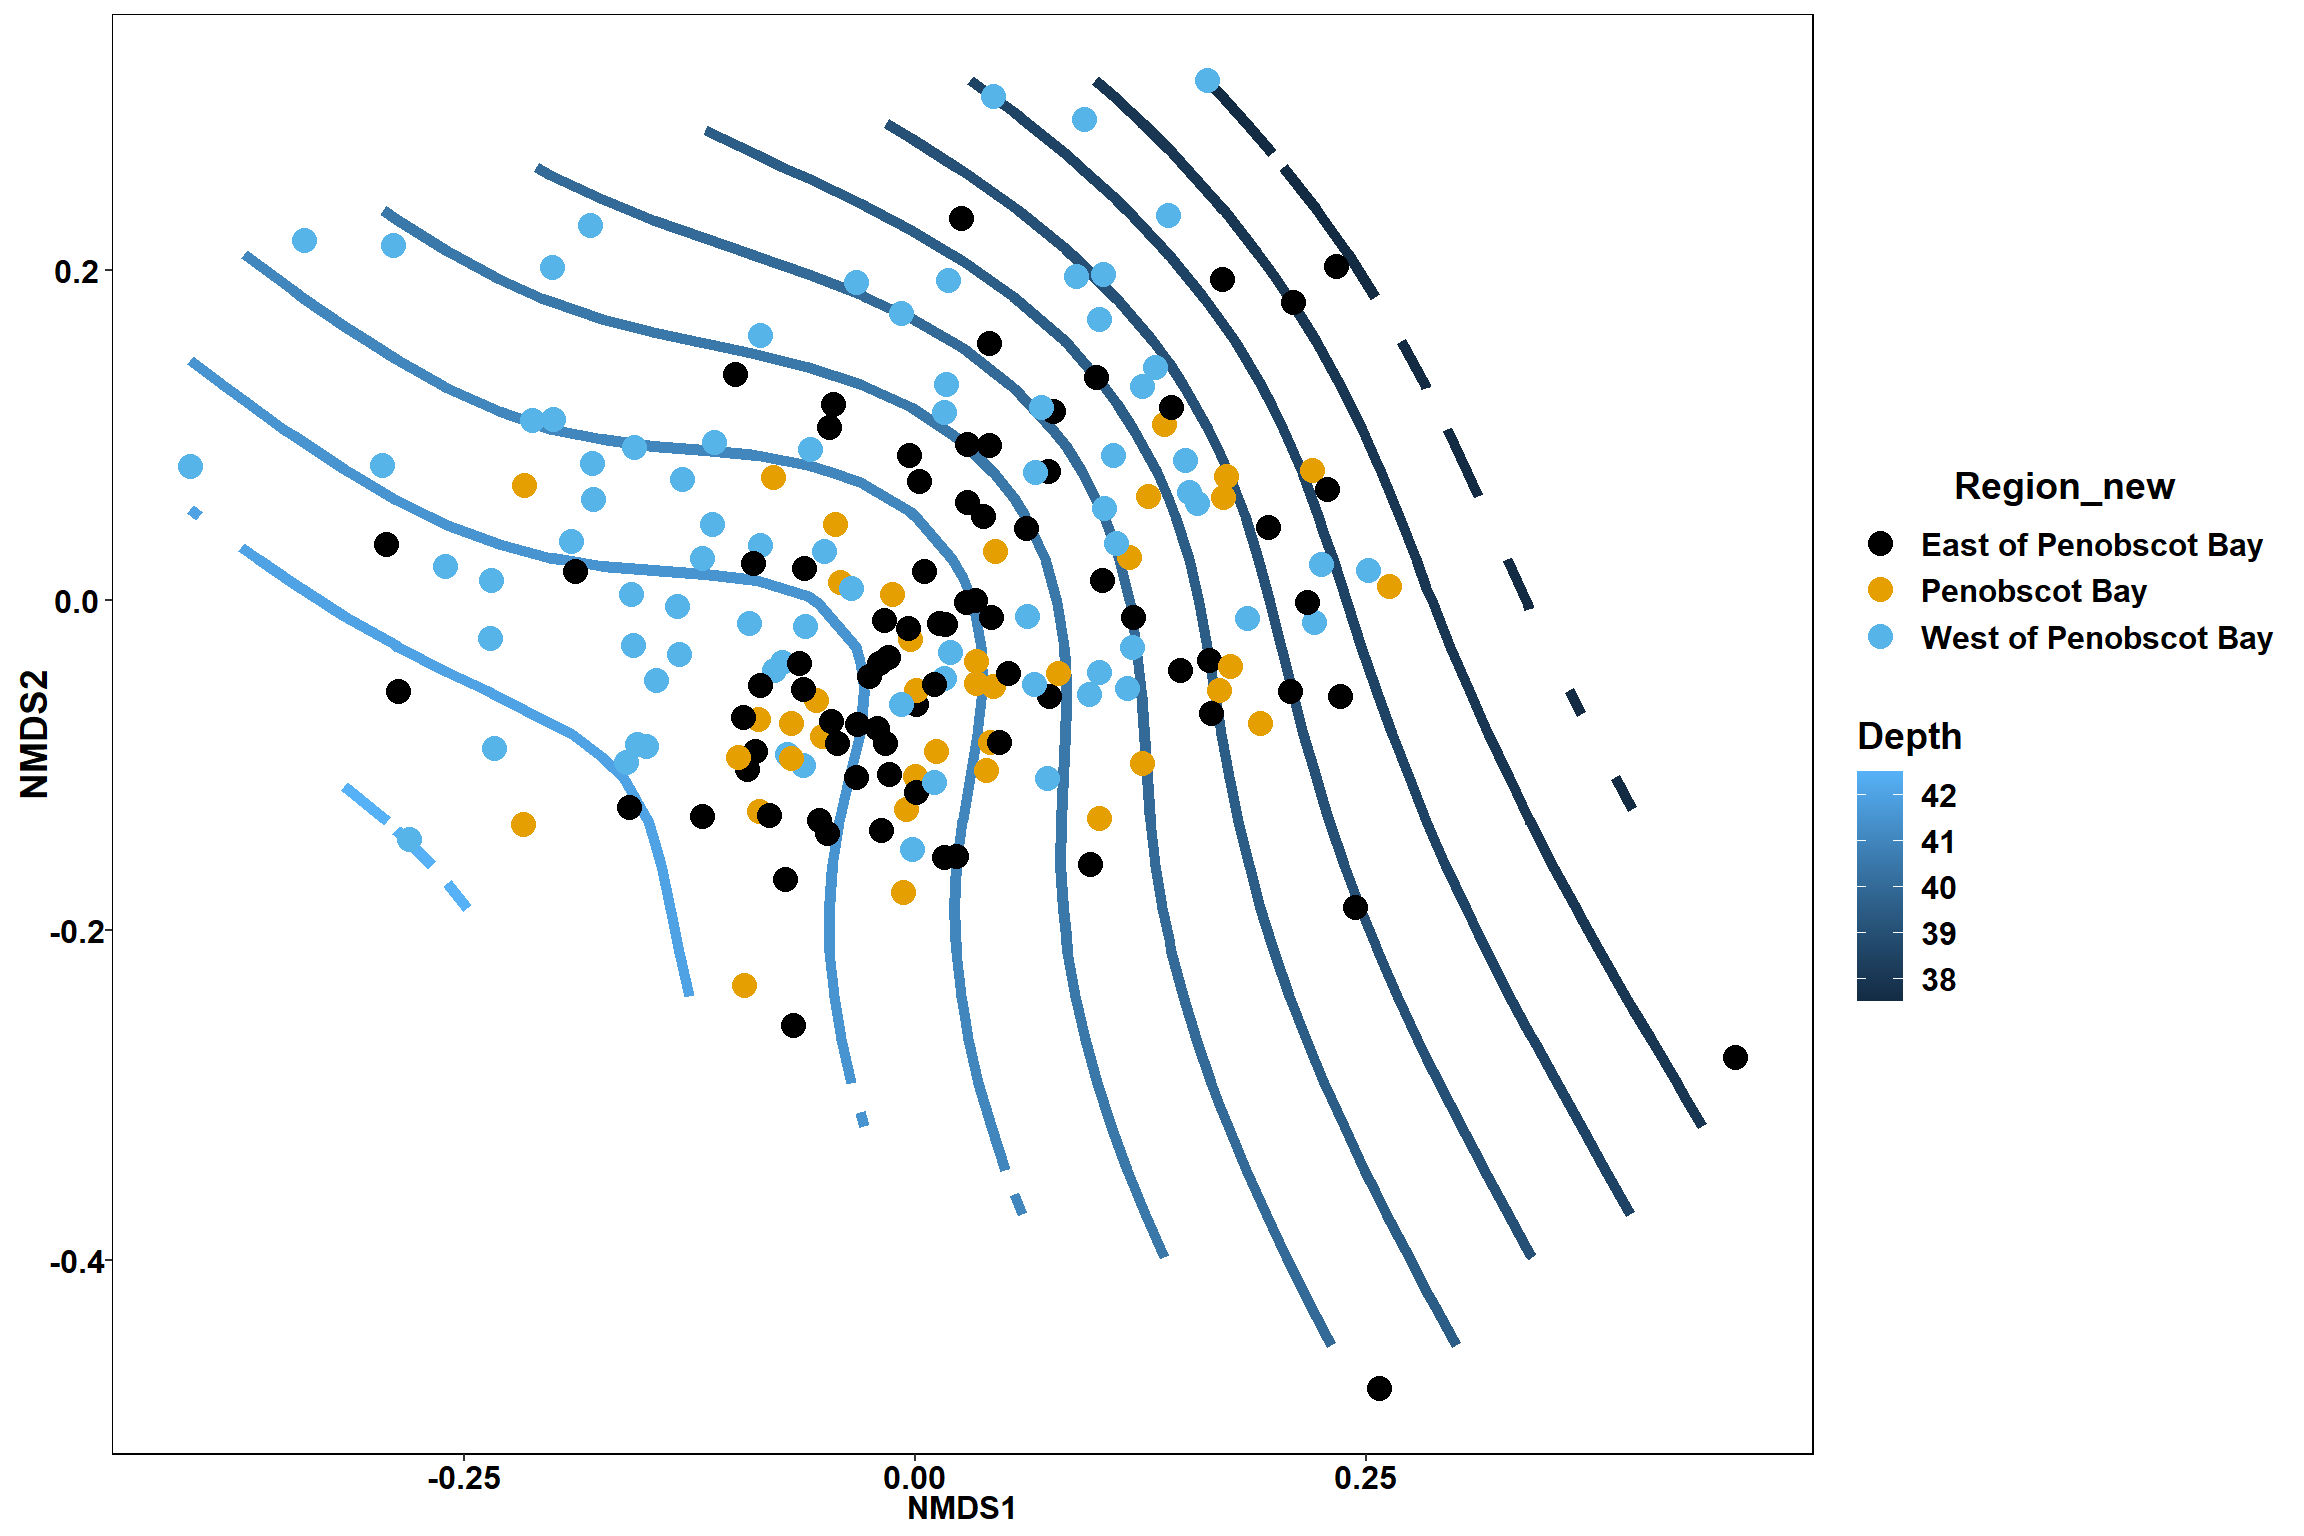 NMDS2
0.2
0.0
-0.2
-0.4
-0.25
0.00
0.25
NMDS1
Region_new
East of Penobscot Bay
Penobscot Bay
West of Penobscot Bay
Depth
42
41
40
39
38